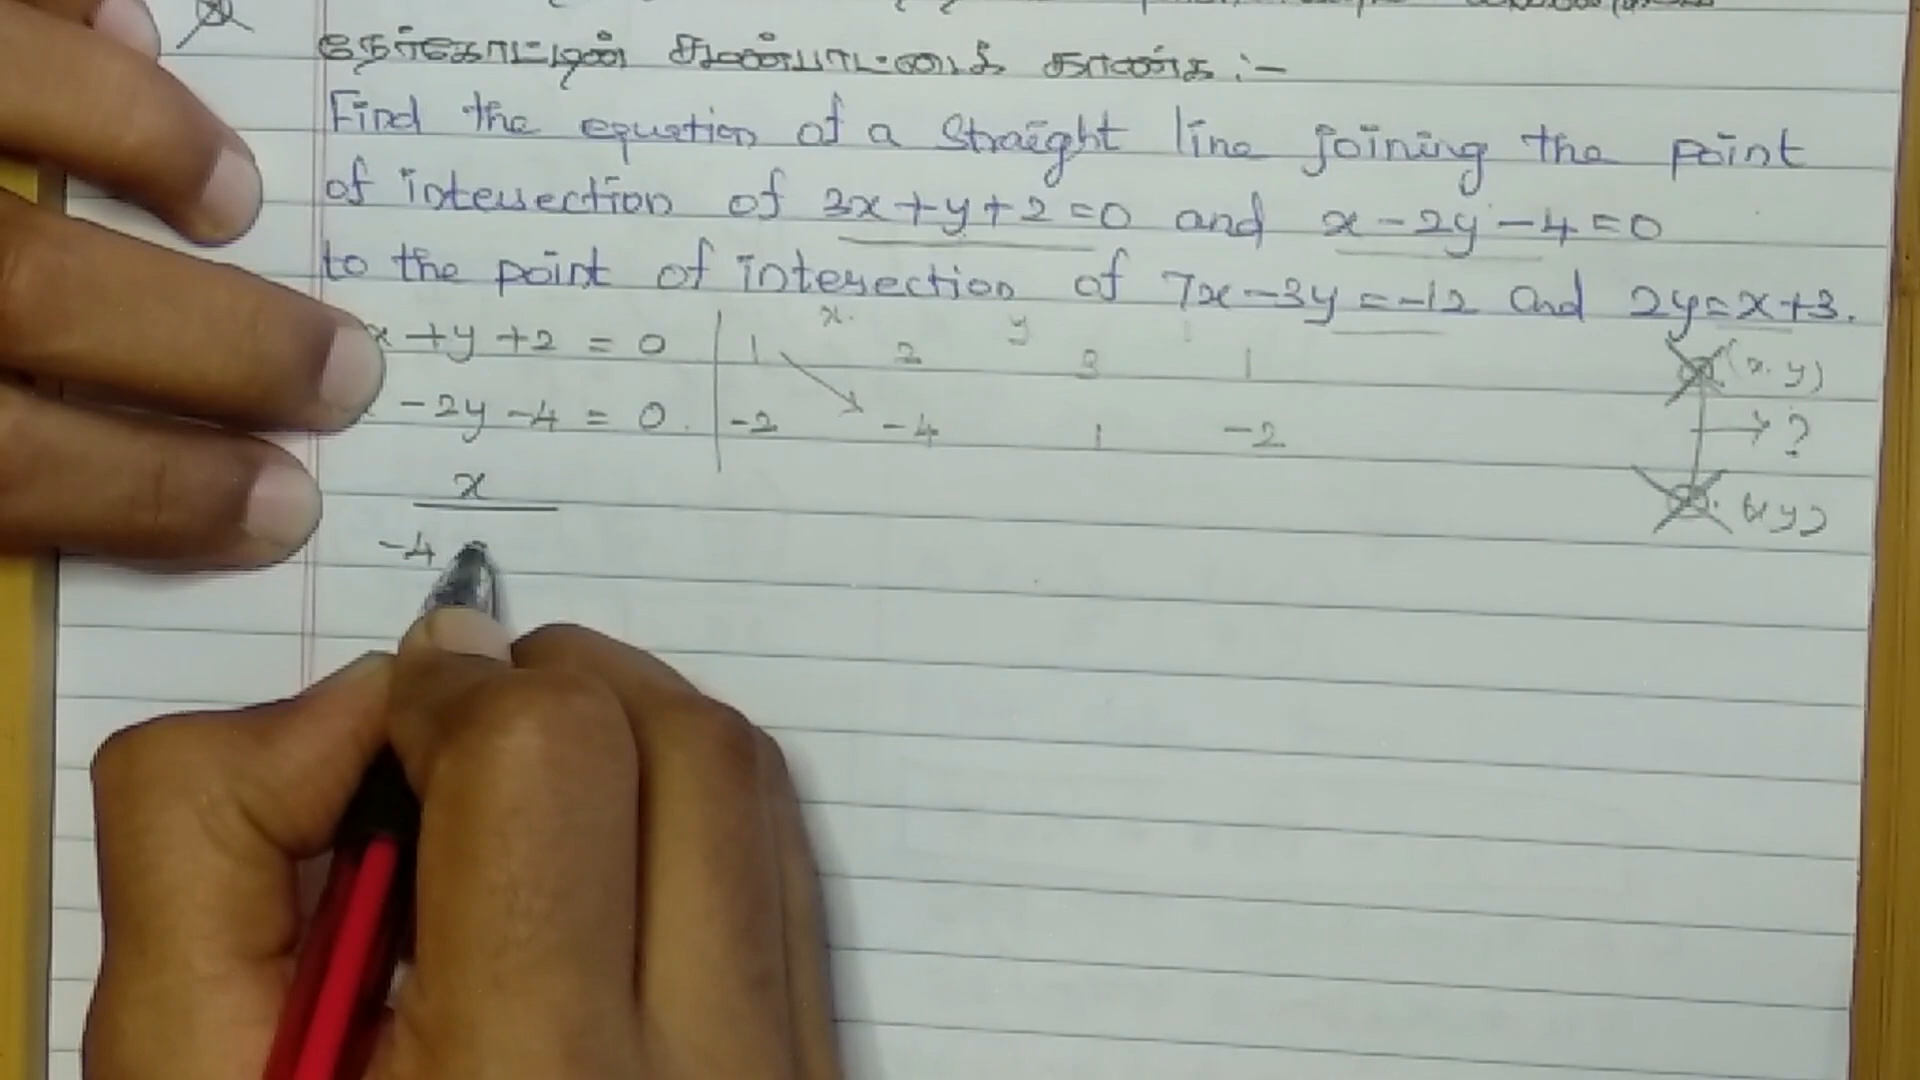 நேர்கோட்டின் சமன்பாட்டைக் காண்க :-
Find the equation of a Straight line joining the point
of intersection of 3x+y+2=0 and x-2y-4=0
to the point of intersection of 7x-3y=-12 and 2y=x+3.
x+y+2=0 1 x 2 y 3 1 (x.y)
-2y-4=0. -2 -4 1 -2 → ?
x
-4